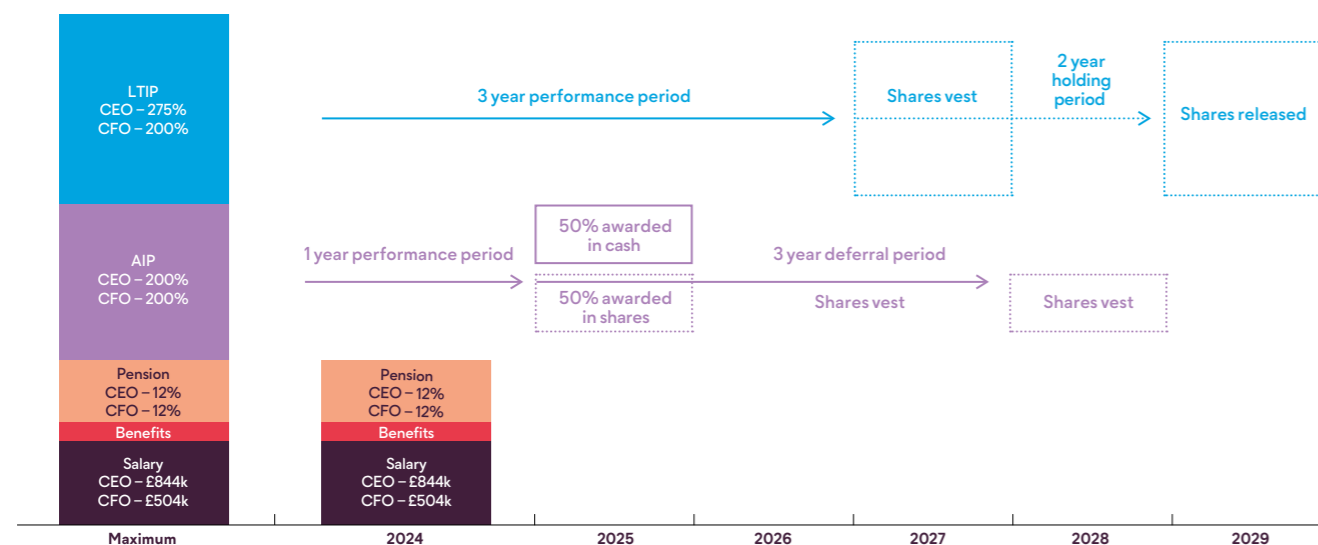 LTIP
CEO – 275%
CFO – 200%
3 year performance period
Shares vest
2 year
holding
period
Shares released
AIP
CEO – 200%
CFO – 200%
1 year performance period
50% awarded
in cash
50% awarded
in shares
3 year deferral period
Shares vest
Shares vest
Pension
CEO – 12%
CFO – 12%
Benefits
Salary
CEO – £844k
CFO – £504k
Pension
CEO – 12%
CFO – 12%
Benefits
Salary
CEO – £844k
CFO – £504k
Maximum
2024
2025
2026
2027
2028
2029